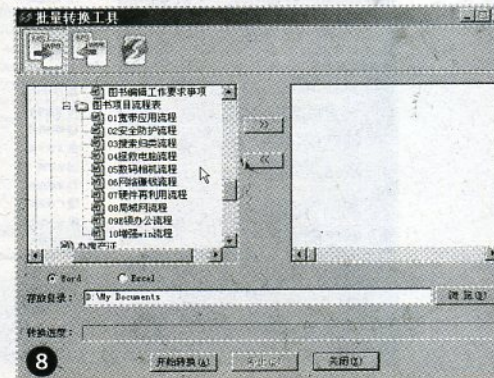 批量转换工具
图书编辑工作要求事项
图书项目流程表
01宽带应用流程
02安全防护流程
03搜索归类流程
04拯救电脑流程
05数码相机流程
06网络赚钱流程
07硬件再利用流程
08局域网流程
09E锁办公流程
10增强win流程
办废产证
>>
<<
Word Excel
存放目录: D:\My Documents 浏览(B)
转换进度:
8 开始转换(A) 关闭(X)